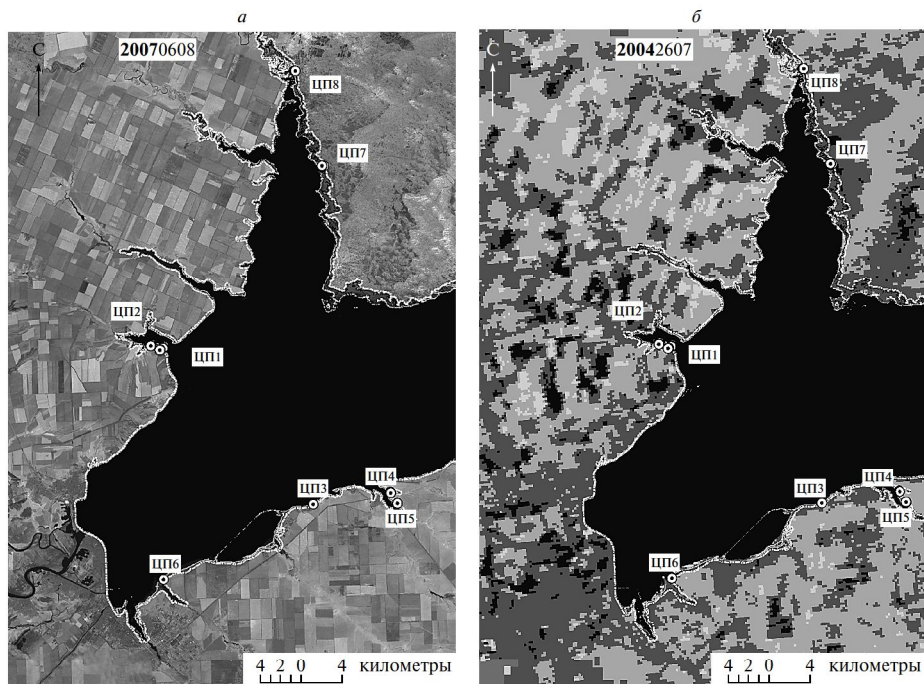 а
б
С
20070608
ЦП8
ЦП7
ЦП2
ЦП1
ЦП3
ЦП4
ЦП5
ЦП6
4 2 0 4 километры
С
20042607
ЦП8
ЦП7
ЦП2
ЦП1
ЦП3
ЦП4
ЦП5
ЦП6
4 2 0 4 километры